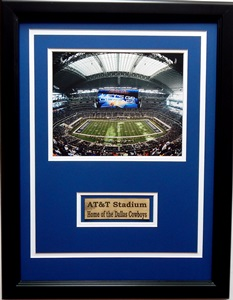 AT&T Stadium
Home of the Dallas Cowboys